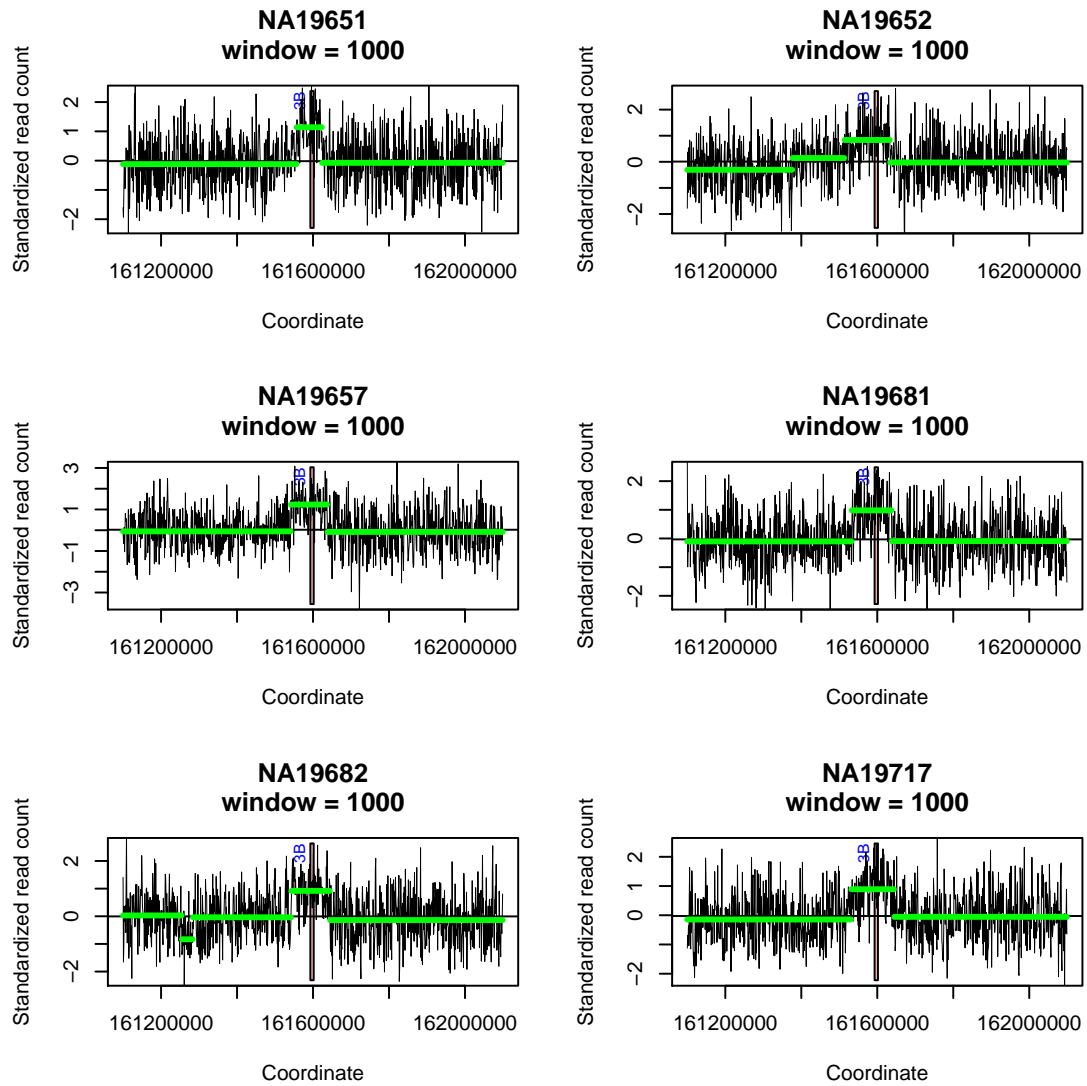 NA19651
window = 1000
Standardized read count
2
1
0
−2
3B
161200000 161600000 162000000
Coordinate
NA19652
window = 1000
Standardized read count
2
0
−2
3B
161200000 161600000 162000000
Coordinate
NA19657
window = 1000
Standardized read count
3
1
−1
−3
3B
161200000 161600000 162000000
Coordinate
NA19681
window = 1000
Standardized read count
2
1
0
−2
3B
161200000 161600000 162000000
Coordinate
NA19682
window = 1000
Standardized read count
2
1
0
−2
3B
161200000 161600000 162000000
Coordinate
NA19717
window = 1000
Standardized read count
2
1
0
−2
3B
161200000 161600000 162000000
Coordinate